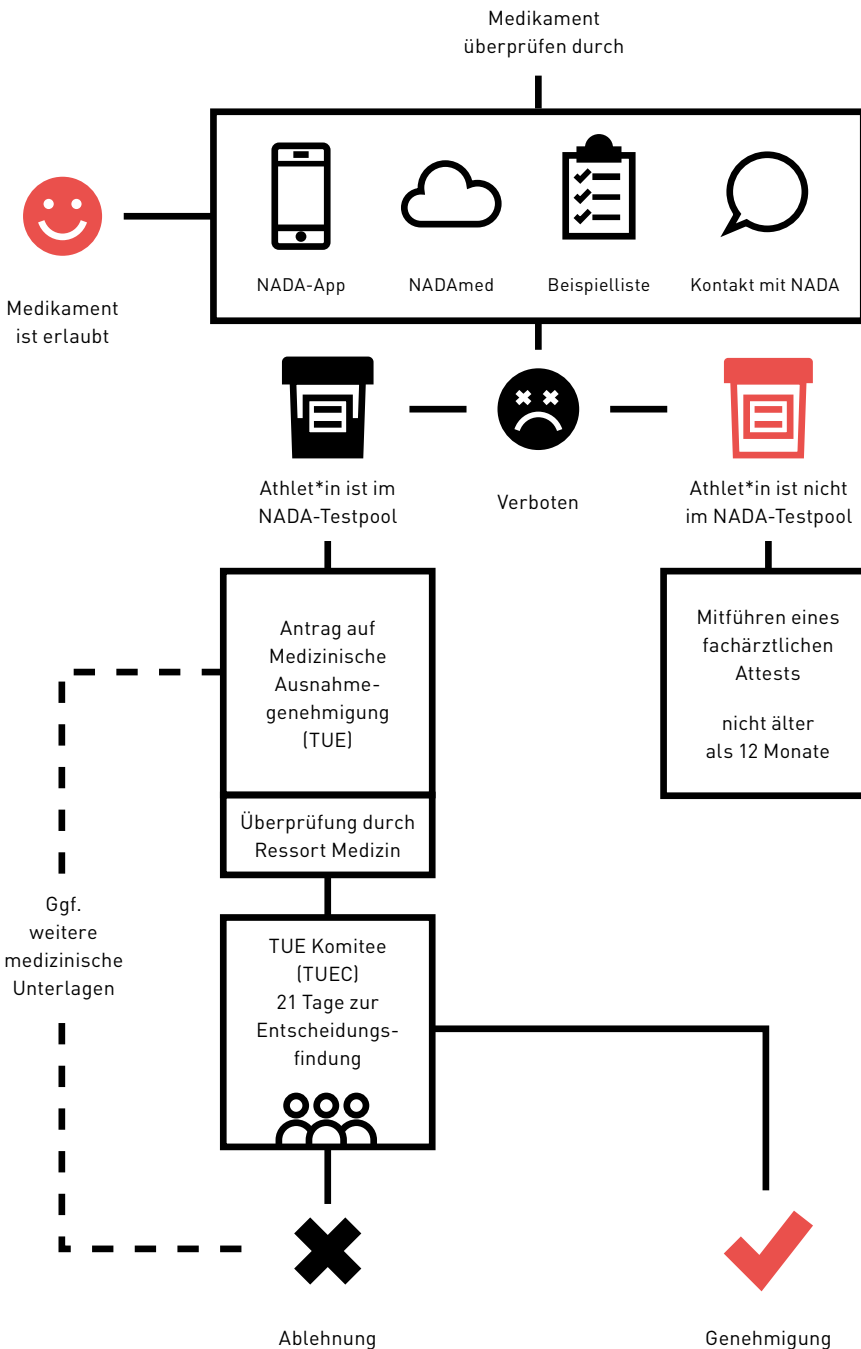 Medikament
überprüfen durch
NADA-App
NADAmed
Beispielliste
Kontakt mit NADA
Medikament
ist erlaubt
Athlet*in ist im
NADA-Testpool
Verboten
Athlet*in ist nicht
im NADA-Testpool
Antrag auf
Medizinische
Ausnahme-
genehmigung
(TUE)
Überprüfung durch
Ressort Medizin
Mitführen eines
fachärztlichen
Attests
nicht älter
als 12 Monate
Ggf.
weitere
medizinische
Unterlagen
TUE Komitee
(TUEC)
21 Tage zur
Entscheidungs-
findung
Ablehnung
Genehmigung